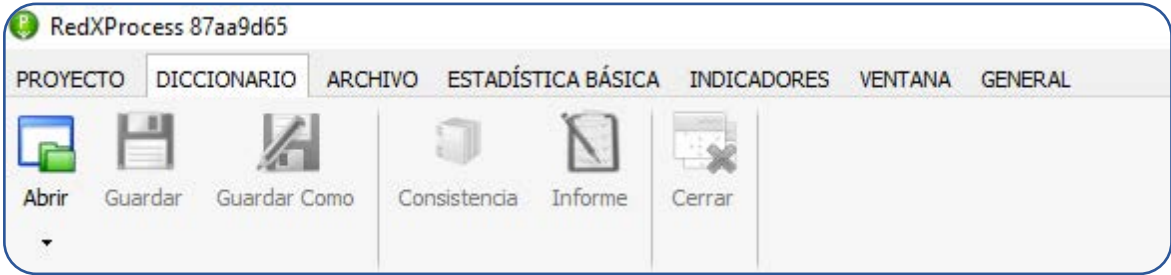 RedXProcess 87aa9d65
PROYECTO DICCIONARIO ARCHIVO ESTADÍSTICA BÁSICA INDICADORES VENTANA GENERAL
Abrir Guardar Guardar Como Consistencia Informe Cerrar